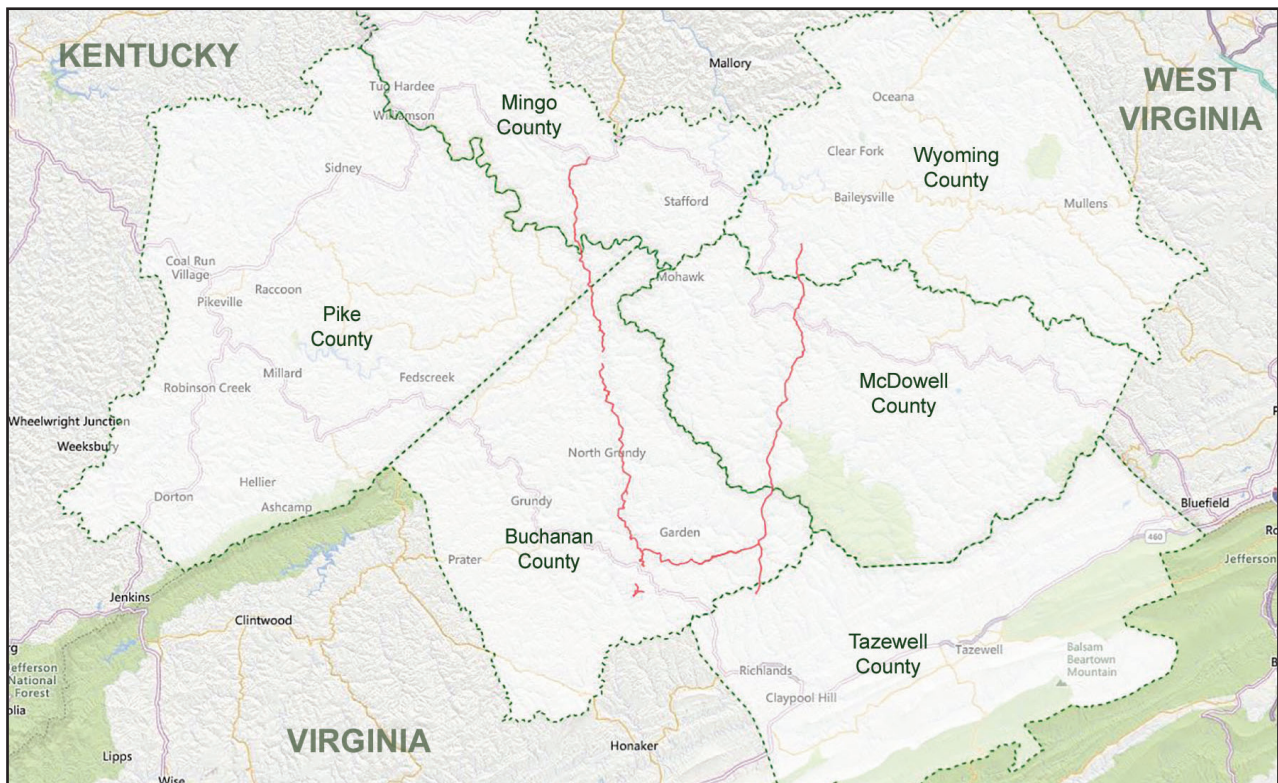 KENTUCKY
Mallory
WEST
VIRGINIA
Tug Hardee
Williamson
Mingo
County
Oceana
Clear Fork
Wyoming
County
Sidney
Stafford
Baileysville
Mullens
Coal Run
Village
Mohawk
Raccoon
Pikeville
Pike
County
Millard
Fedscreek
Robinson Creek
McDowell
County
Wheelwright Junction
Weeksbury
North Grundy
Hellier
Dorton
Ashcamp
Grundy
Bluefield
Garden
Buchanan
County
460
Prater
Jefferson
Jenkins
Clintwood
Tazewell
County
Tazewell
Balsam
Beartown
Mountain
Jefferson
National
Forest
Richlands
Claypool Hill
VIRGINIA
Honaker
Lipps
Wise